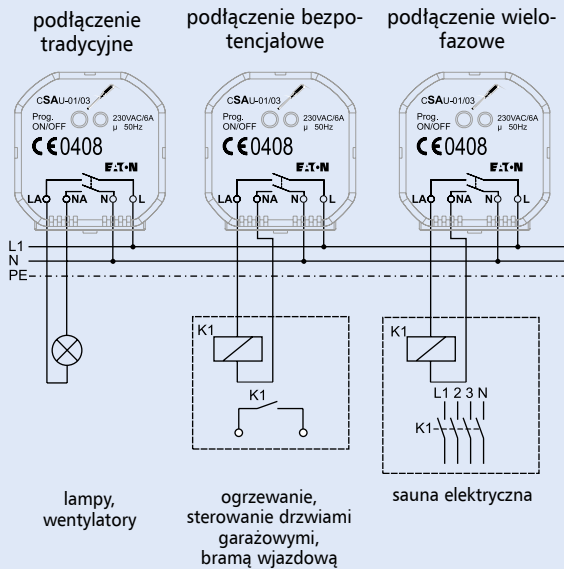 podłączenie
tradycyjne
podłączenie bezpo-
tencjałowe
podłączenie wielo-
fazowe
cSAU-01/03
Prog.
ON/OFF
230VAC/6A
µ 50Hz
CE0408
EATON
LA NA N L
cSAU-01/03
Prog.
ON/OFF
230VAC/6A
µ 50Hz
CE0408
EATON
LA NA N L
cSAU-01/03
Prog.
ON/OFF
230VAC/6A
µ 50Hz
CE0408
EATON
LA NA N L
L1
N
PE
K1
K1
K1
L1 2 3 N
K1
lampy,
wentylatory
ogrzewanie,
sterowanie drzwiami
garażowymi,
bramą wjazdową
sauna elektryczna